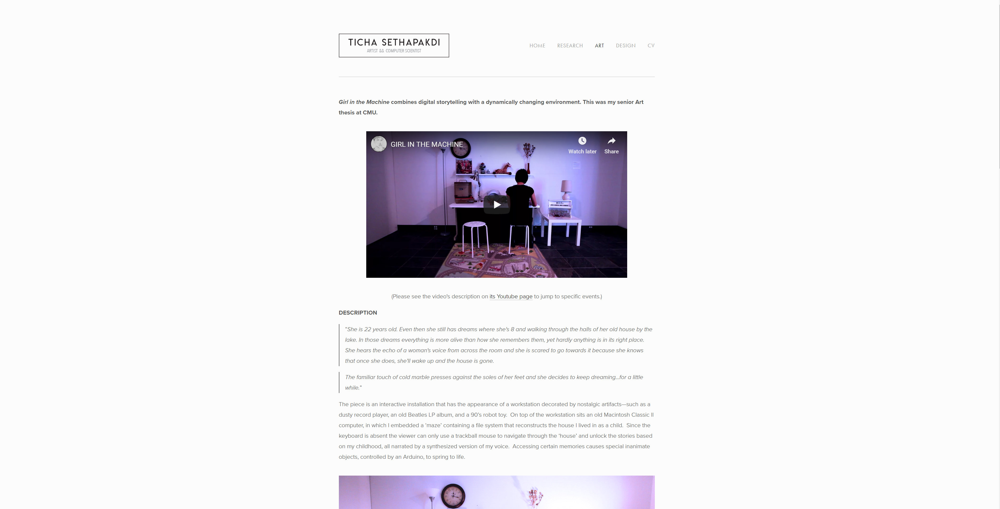 TICHA SETHAPAKDI
ARTIST && COMPUTER SCIENTIST
HOME RESEARCH ART DESIGN CV
Girl in the Machine combines digital storytelling with a dynamically changing environment. This was my senior Art
thesis at CMU.
GIRL IN THE MACHINE
Watch later Share
(Please see the video's description on its Youtube page to jump to specific events.)
DESCRIPTION
“She is 22 years old. Even then she still has dreams where she's 8 and walking through the halls of her old house by the
lake. In those dreams everything is more alive than how she remembers them, yet hardly anything is in its right place.
She hears the echo of a woman's voice from across the room and she is scared to go towards it because she knows
that once she does, she'll wake up and the house is gone.
The familiar touch of cold marble presses against the soles of her feet and she decides to keep dreaming...for a little
while.”
The piece is an interactive installation that has the appearance of a workstation decorated by nostalgic artifacts—such as a
dusty record player, an old Beatles LP album, and a 90’s robot toy.  On top of the workstation sits an old Macintosh Classic II
computer, in which I embedded a ‘maze’ containing a file system that reconstructs the house I lived in as a child.  Since the
keyboard is absent the viewer can only use a trackball mouse to navigate through the ‘house’ and unlock the stories based
on my childhood, all narrated by a synthesized version of my voice.  Accessing certain memories causes special inanimate
objects, controlled by an Arduino, to spring to life.